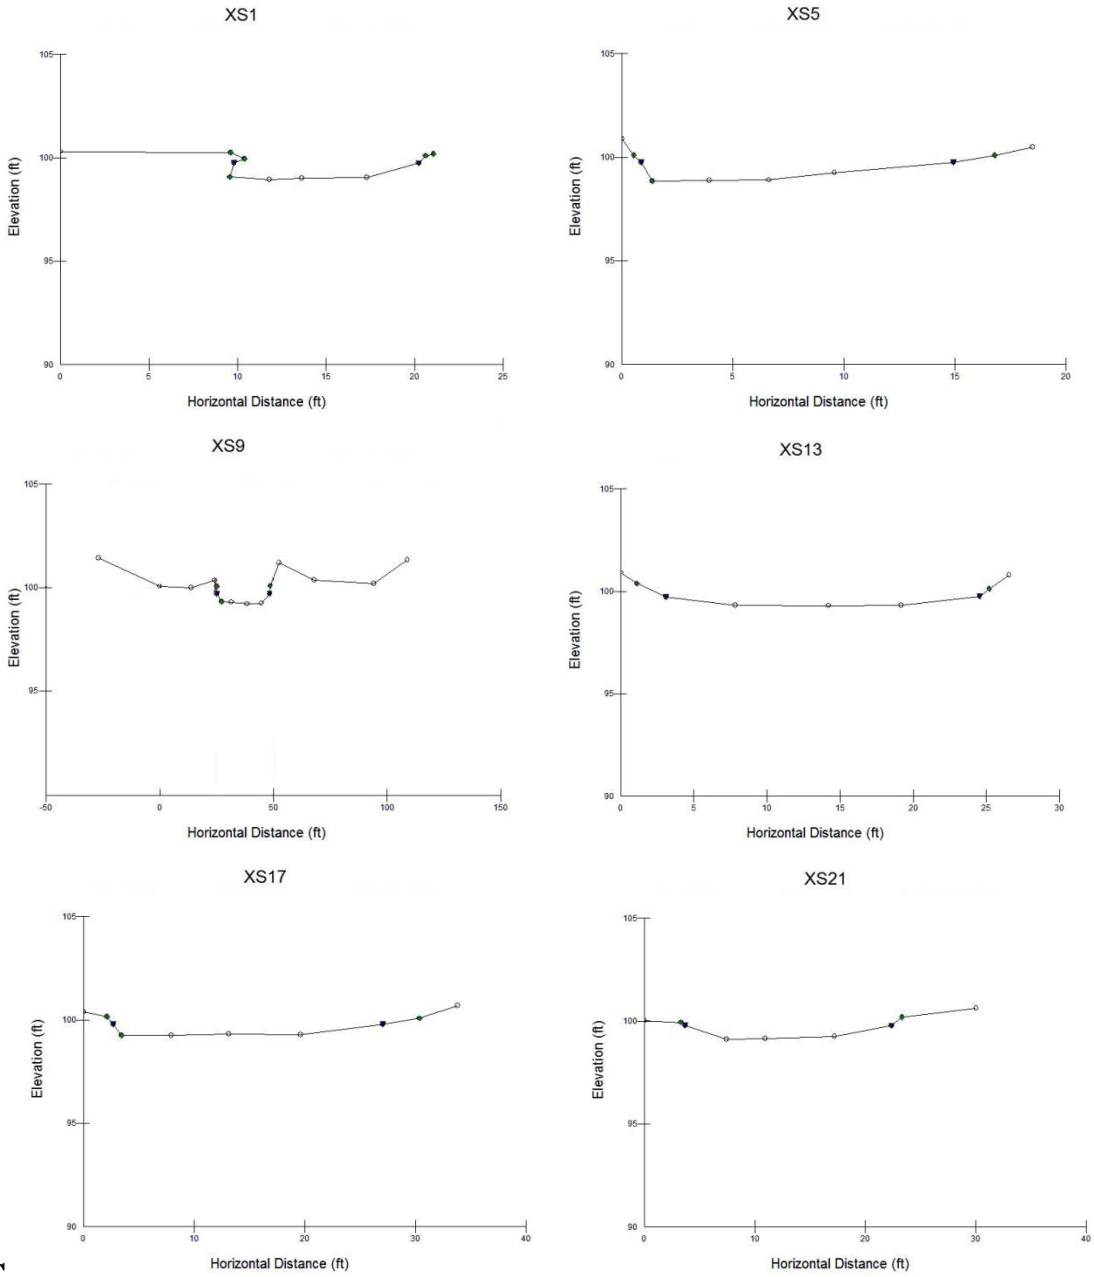 XS1
105
100
95
90
0 5 10 15 20 25
Elevation (ft)
Horizontal Distance (ft)
XS5
105
100
95
90
0 5 10 15 20
Elevation (ft)
Horizontal Distance (ft)
XS9
105
100
95
-50 0 50 100 150
Elevation (ft)
Horizontal Distance (ft)
XS13
105
100
95
90
0 5 10 15 20 25 30
Elevation (ft)
Horizontal Distance (ft)
XS17
105
100
95
90
0 10 20 30 40
Elevation (ft)
Horizontal Distance (ft)
XS21
105
100
95
90
0 10 20 30 40
Elevation (ft)
Horizontal Distance (ft)